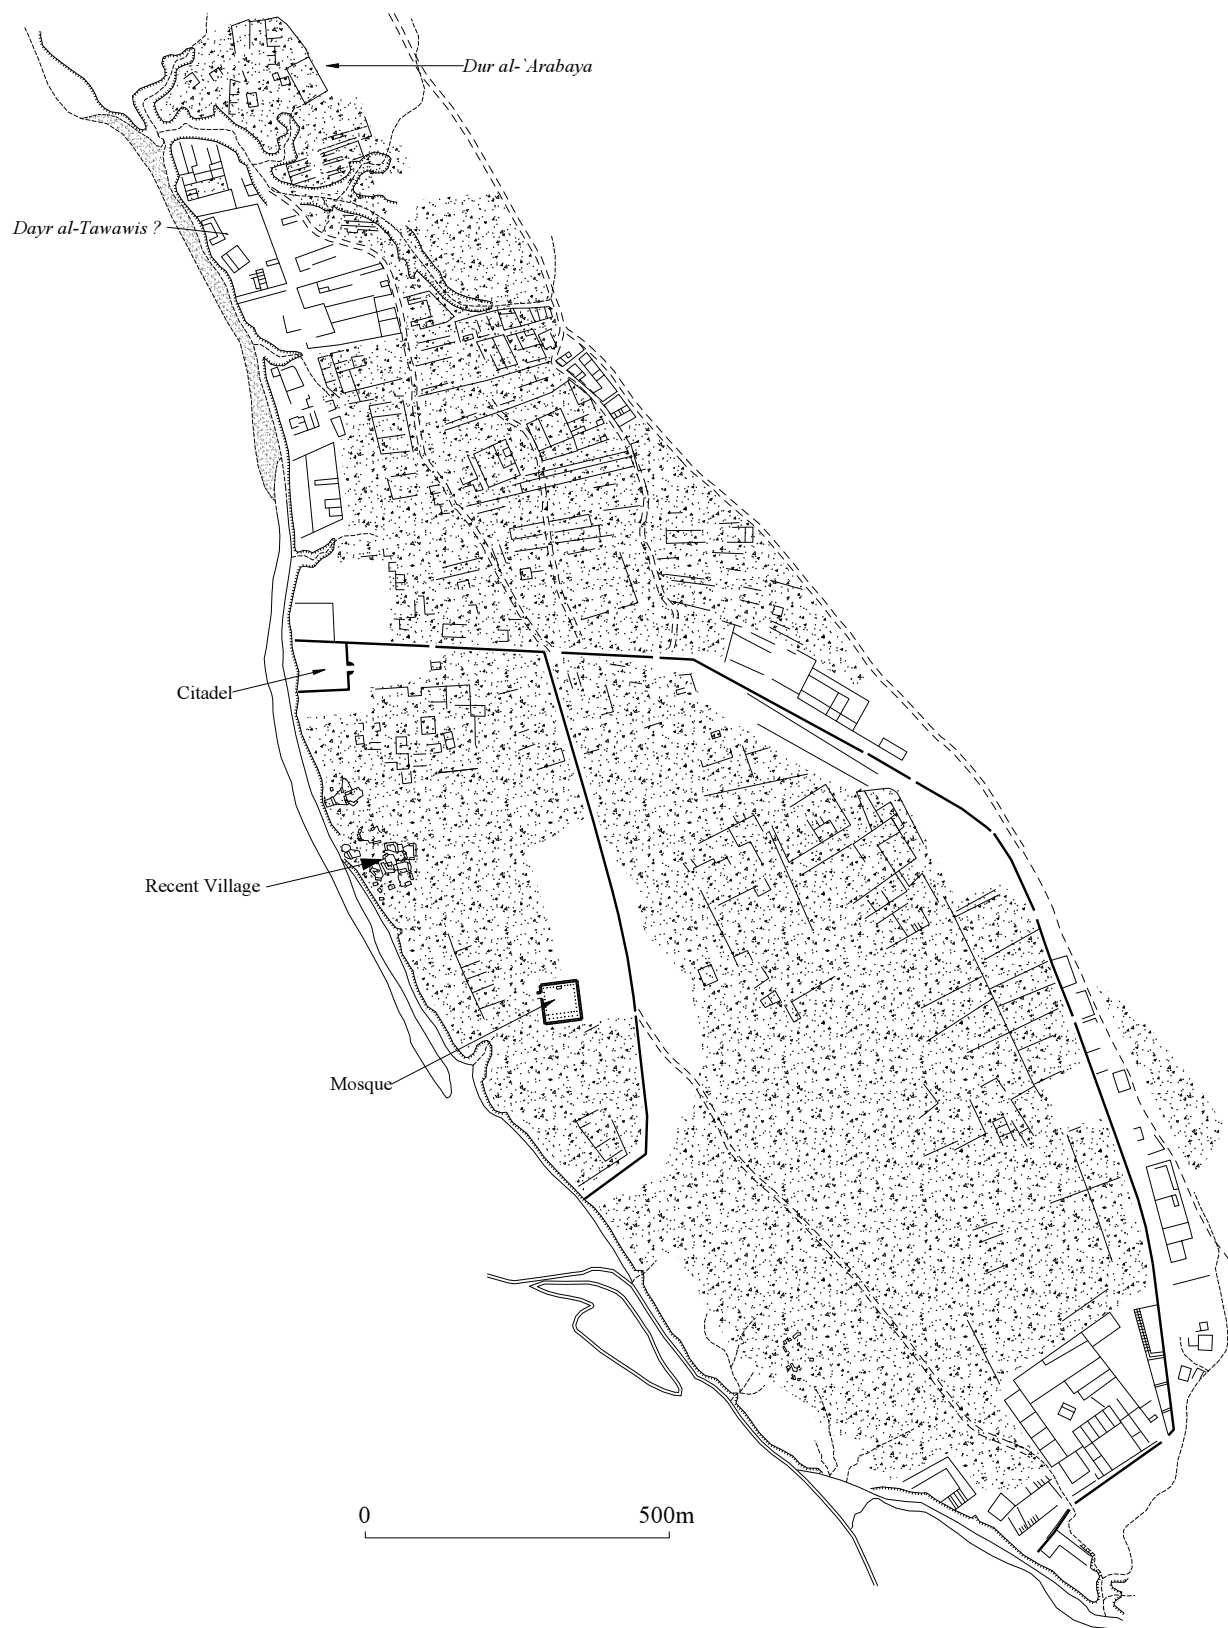 Dur al-`Arabaya
Dayr al-Tawawis ?
Citadel
Recent Village
Mosque
0 500m